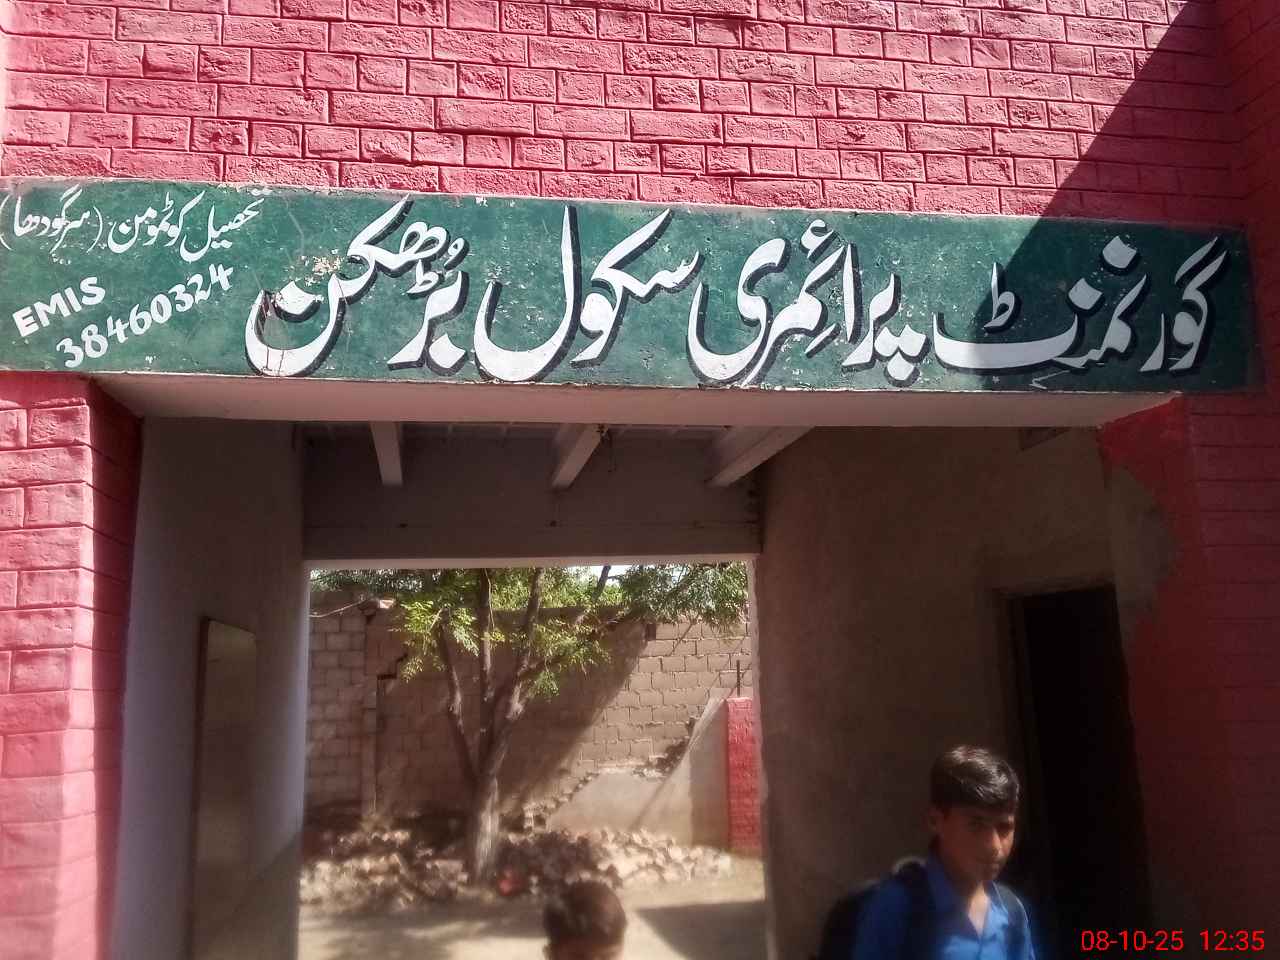 گورنمنٹ پرائمری سکول بُڑھکن
تحصیل کوٹمومن (سرگودھا)
EMIS
38460324
08-10-25 12:35